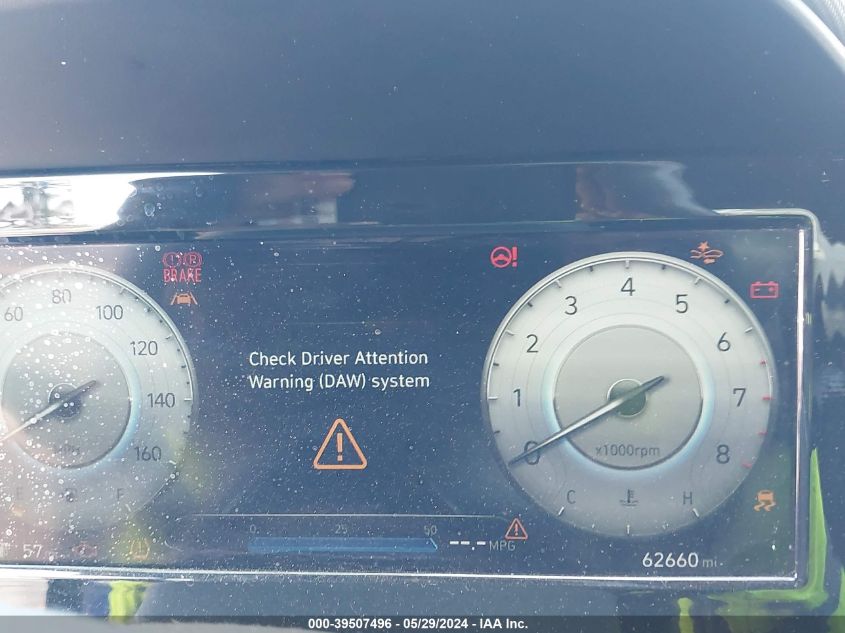 BRAKE
60
80
100
120
140
160
E
F
57
Check Driver Attention
Warning (DAW) system
0
25
50
--.-MPG
0
1
2
3
4
5
6
7
8
x1000rpm
C
H
62660 mi
000-39507496 - 05/29/2024 - IAA Inc.